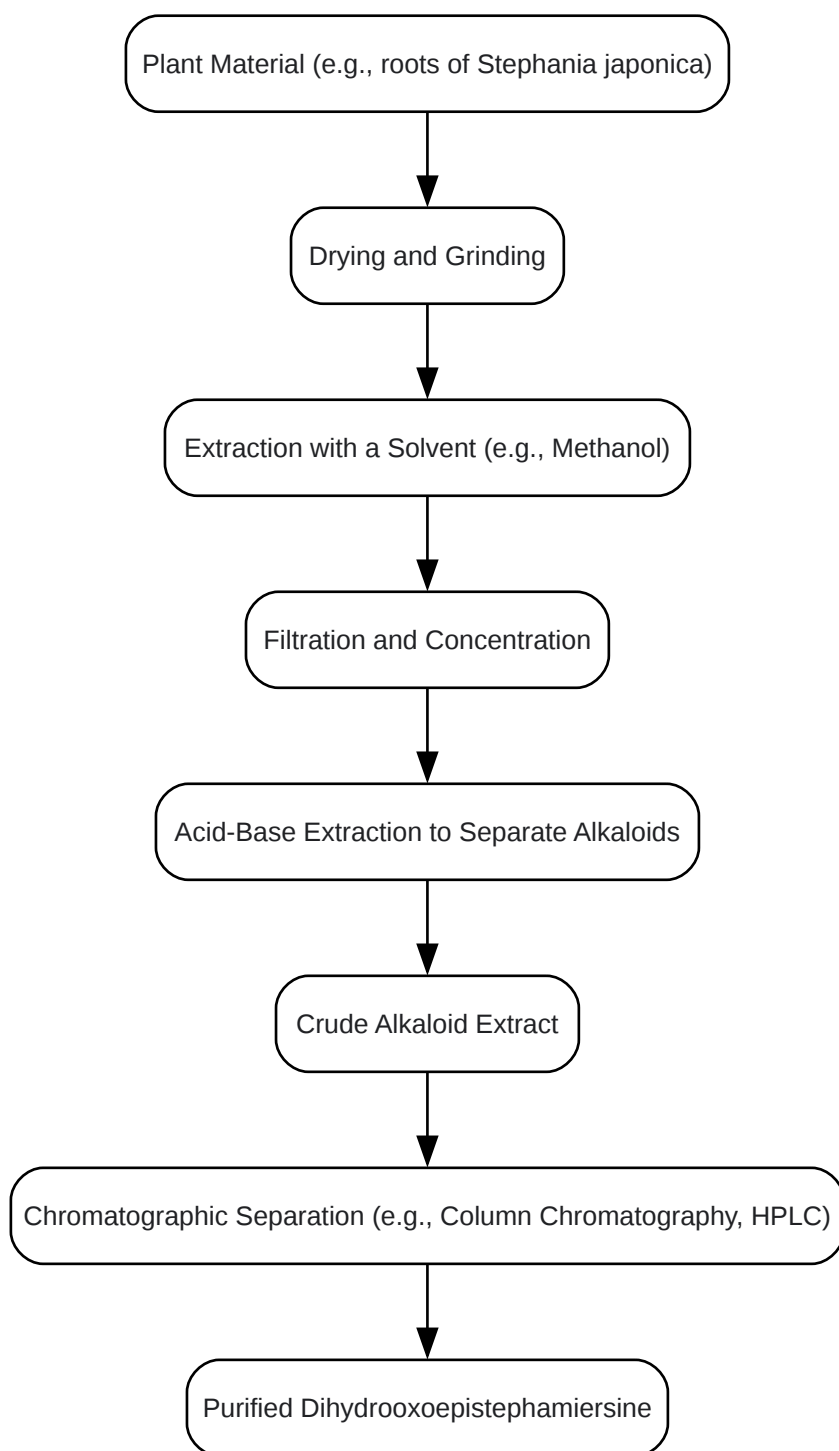 Plant Material (e.g., roots of Stephania japonica)
Drying and Grinding
Extraction with a Solvent (e.g., Methanol)
Filtration and Concentration
Acid-Base Extraction to Separate Alkaloids
Crude Alkaloid Extract
Chromatographic Separation (e.g., Column Chromatography, HPLC)
Purified Dihydrooxoepistephamiersine